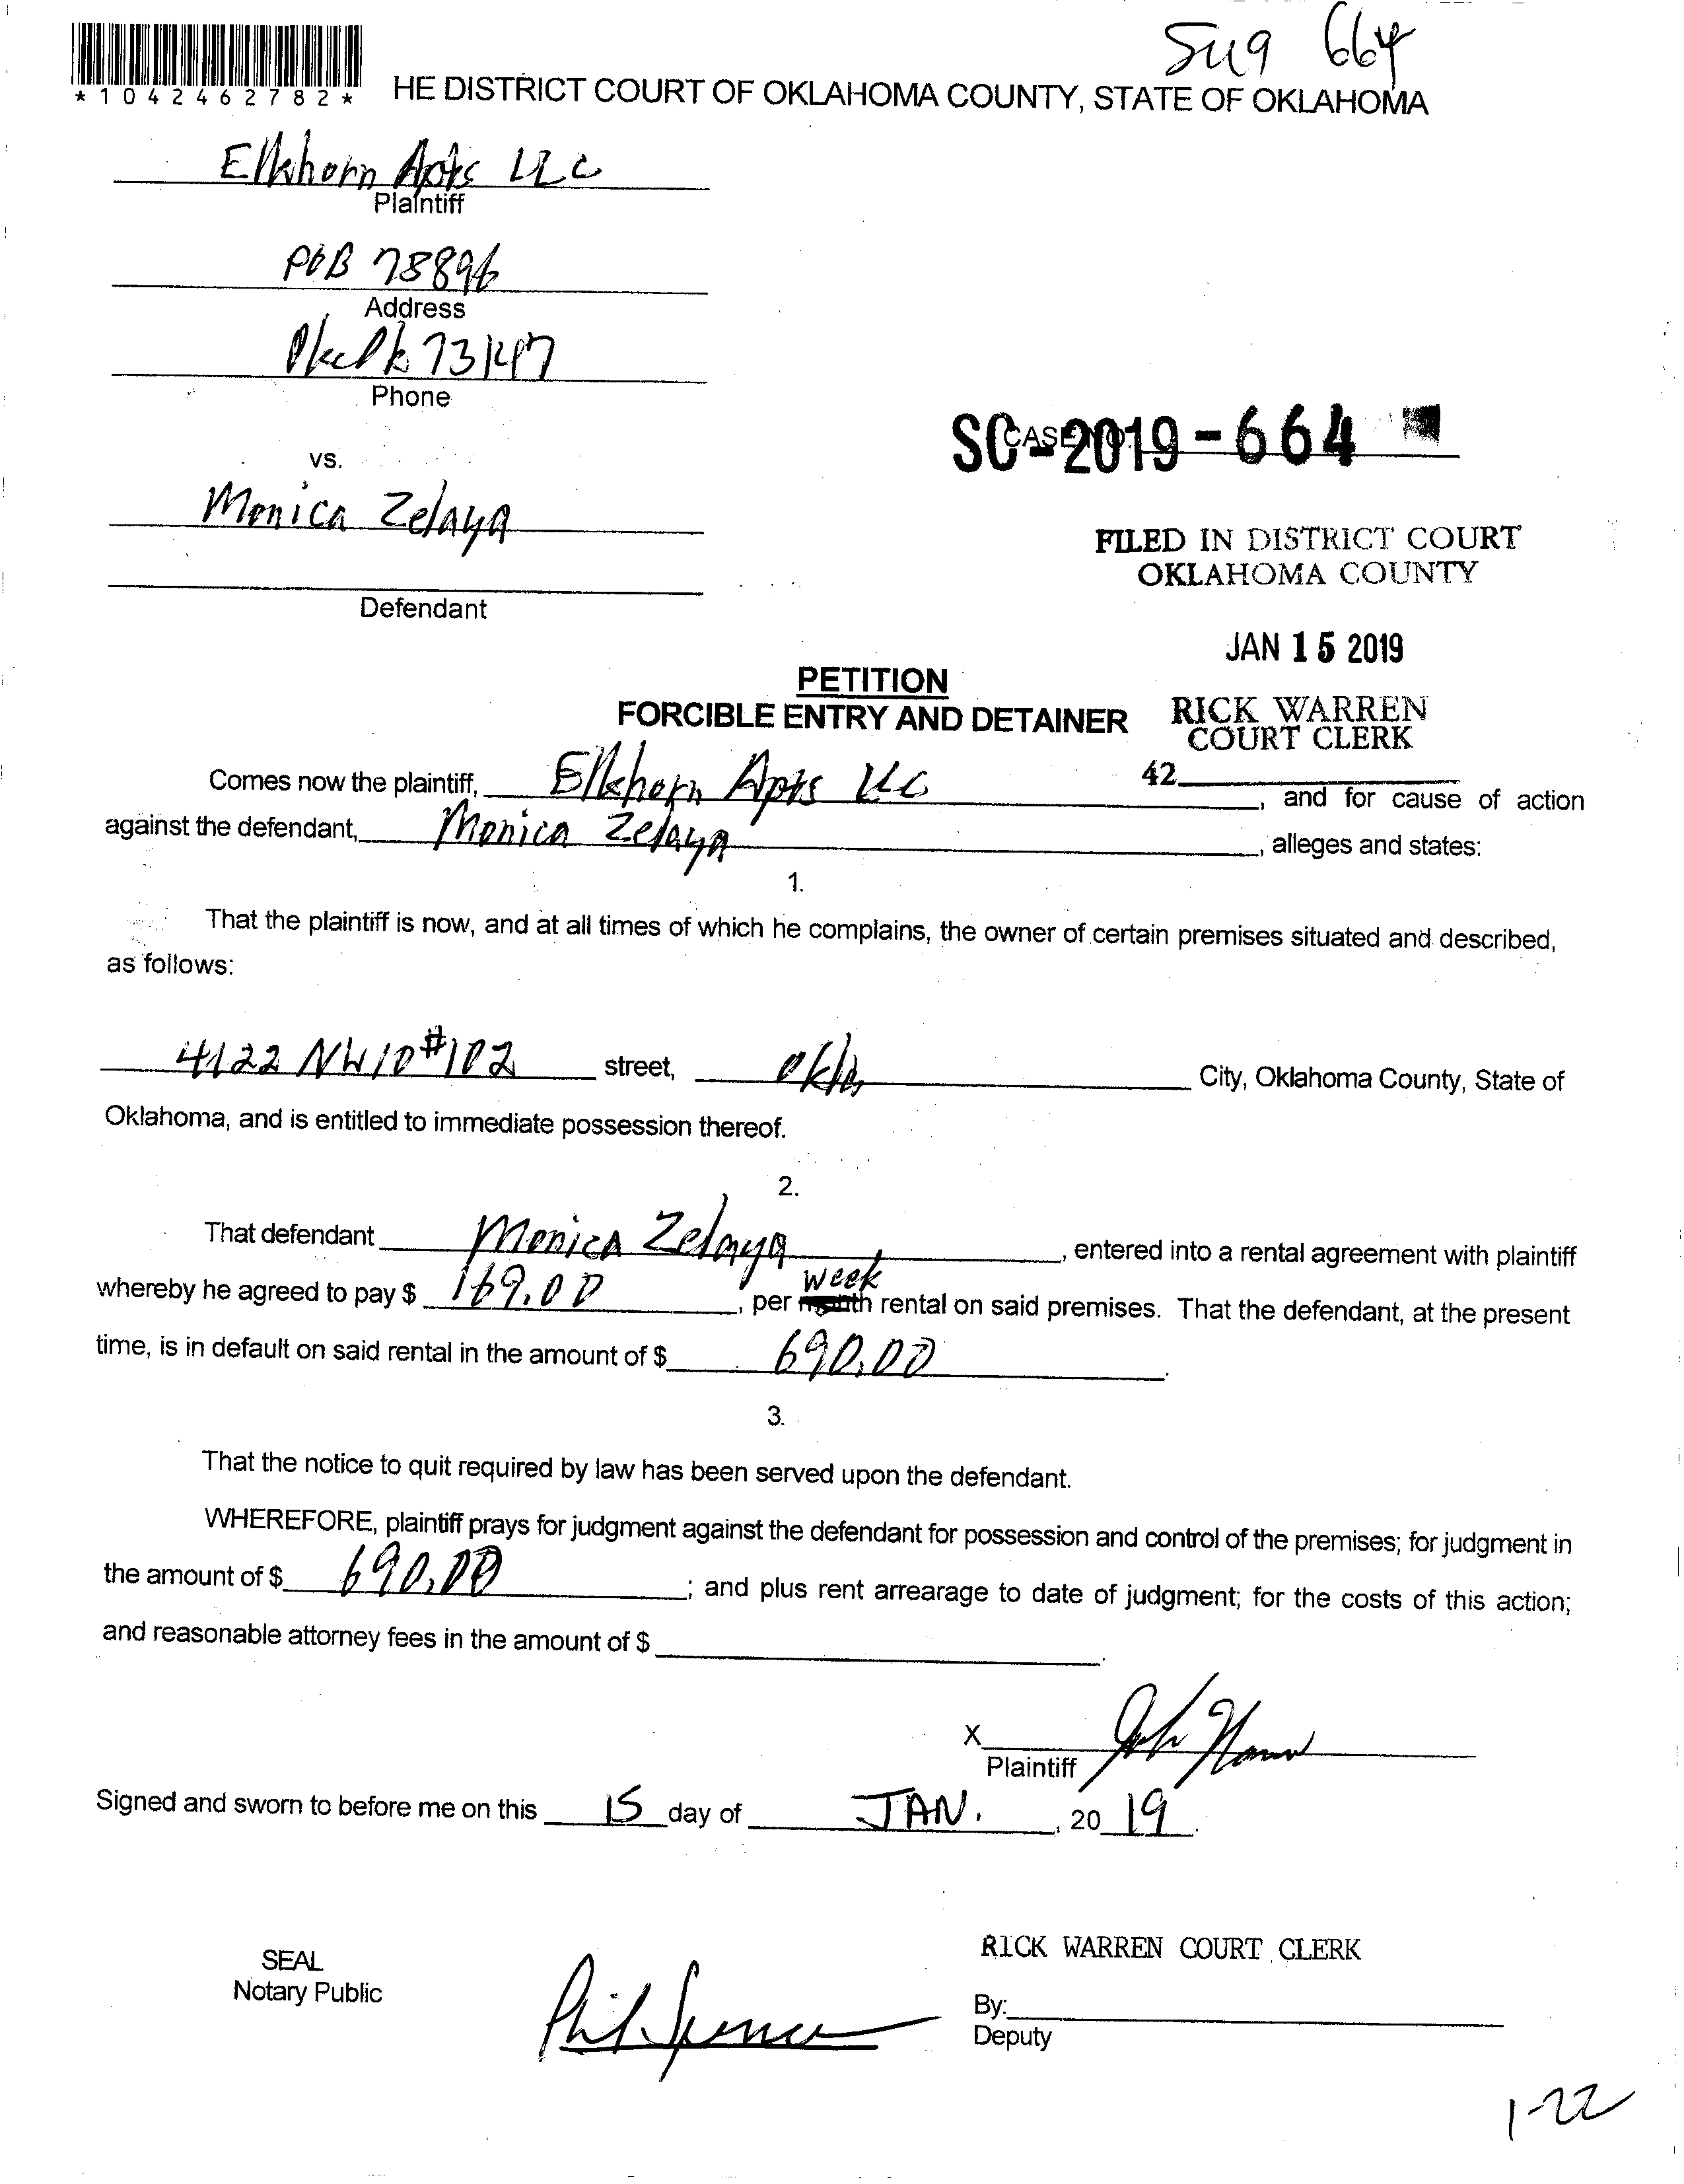 Sug 664
*1042462782*
HE DISTRICT COURT OF OKLAHOMA COUNTY, STATE OF OKLAHOMA
Elkhorn Apts LLC
Plaintiff
POB 78896
Address
Okc Ok 73147
Phone
SC-2019-664
vs.
Monica Zelaya
FILED IN DISTRICT COURT
OKLAHOMA COUNTY
Defendant
JAN 15 2019
PETITION
FORCIBLE ENTRY AND DETAINER
RICK WARREN
COURT CLERK
42
Comes now the plaintiff, Elkhorn Apts LLC, and for cause of action
against the defendant, Monica Zelaya, alleges and states:
1.
That the plaintiff is now, and at all times of which he complains, the owner of certain premises situated and described,
as follows:
4122 NW 10 #102 street, Okla City, Oklahoma County, State of
Oklahoma, and is entitled to immediate possession thereof.
2.
That defendant Monica Zelaya, entered into a rental agreement with plaintiff
whereby he agreed to pay $ 169.00, per month week rental on said premises. That the defendant, at the present
time, is in default on said rental in the amount of $ 690.00.
3.
That the notice to quit required by law has been served upon the defendant.
WHEREFORE, plaintiff prays for judgment against the defendant for possession and control of the premises; for judgment in
the amount of $ 690.00; and plus rent arrearage to date of judgment; for the costs of this action;
and reasonable attorney fees in the amount of $.
X
Plaintiff
Signed and sworn to before me on this 15 day of JAN., 2019.
RICK WARREN COURT CLERK
SEAL
Notary Public
By:
Deputy
1-22